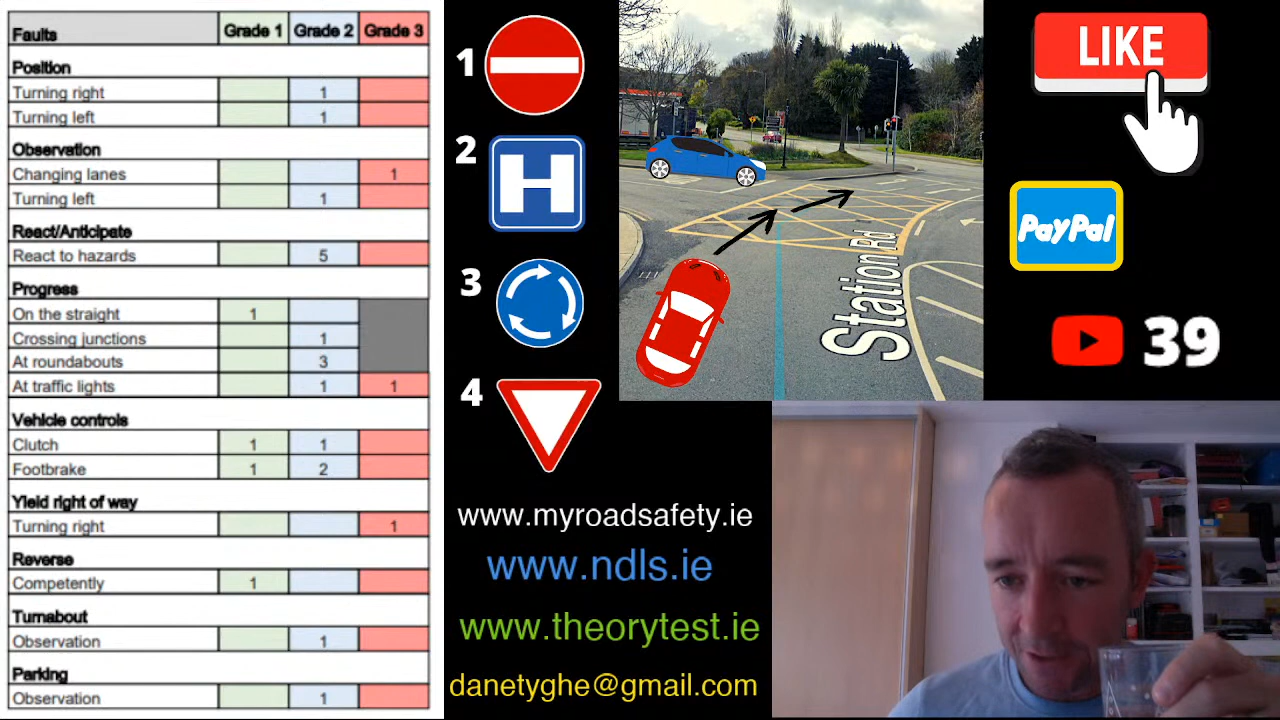 Faults Grade 1 Grade 2 Grade 3
Position
Turning right 1
Turning left 1
Observation
Changing lanes 1
Turning left 1
React/Anticipate
React to hazards 5
Progress
On the straight 1
Crossing junctions 1
At roundabouts 3
At traffic lights 1 1
Vehicle controls
Clutch 1 1
Footbrake 1 2
Yleld right of way
Turning right 1
Reverse
Competently 1
Turnabout
Observation 1
Parking
Observation 1
1
2
H
3
4
www.myroadsafety.ie
www.ndls.ie
www.theorytest.ie
danetyghe@gmail.com
Station Rd
LIKE
PayPal
39